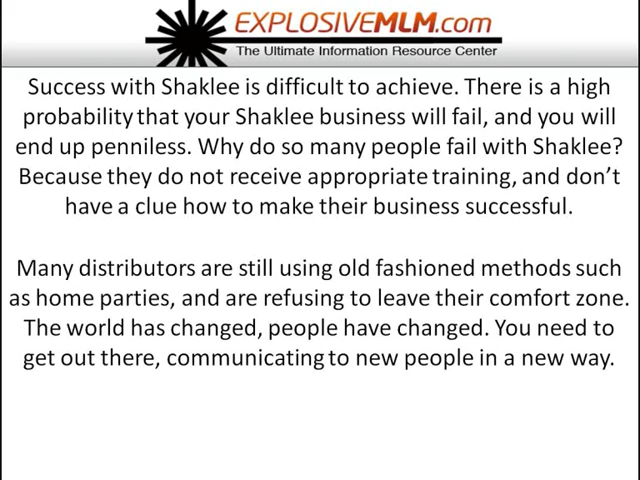 EXPLOSIVEMLM.com
The Ultimate Information Resource Center
Success with Shaklee is difficult to achieve. There is a high
probability that your Shaklee business will fail, and you will
end up penniless. Why do so many people fail with Shaklee?
Because they do not receive appropriate training, and don’t
have a clue how to make their business successful.
Many distributors are still using old fashioned methods such
as home parties, and are refusing to leave their comfort zone.
The world has changed, people have changed. You need to
get out there, communicating to new people in a new way.